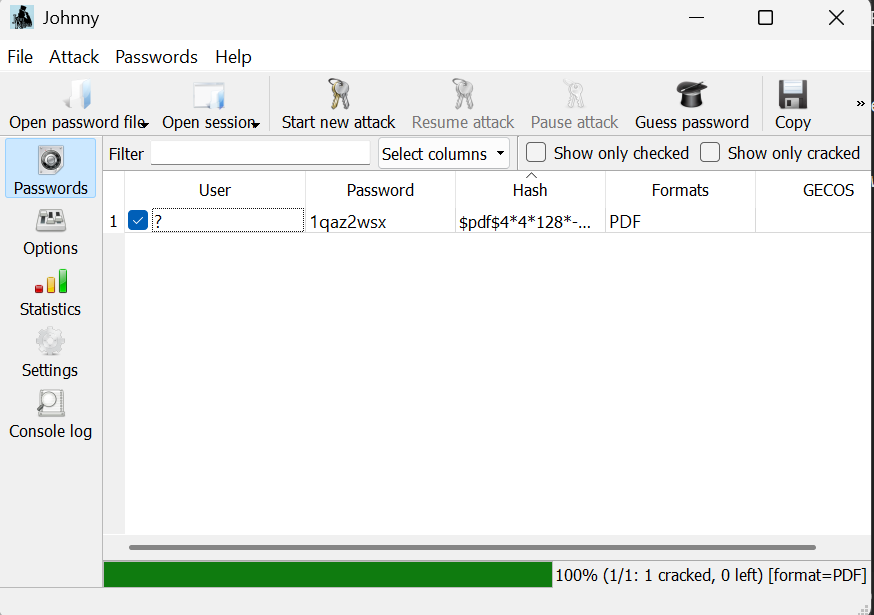 Johnny
File Attack Passwords Help
Open password file Open session Start new attack Resume attack Pause attack Guess password Copy »
Filter Select columns Show only checked Show only cracked
Passwords
Options
Statistics
Settings
Console log
User Password Hash Formats GECOS
1 ? 1qaz2wsx $pdf$4*4*128*-... PDF
100% (1/1: 1 cracked, 0 left) [format=PDF]